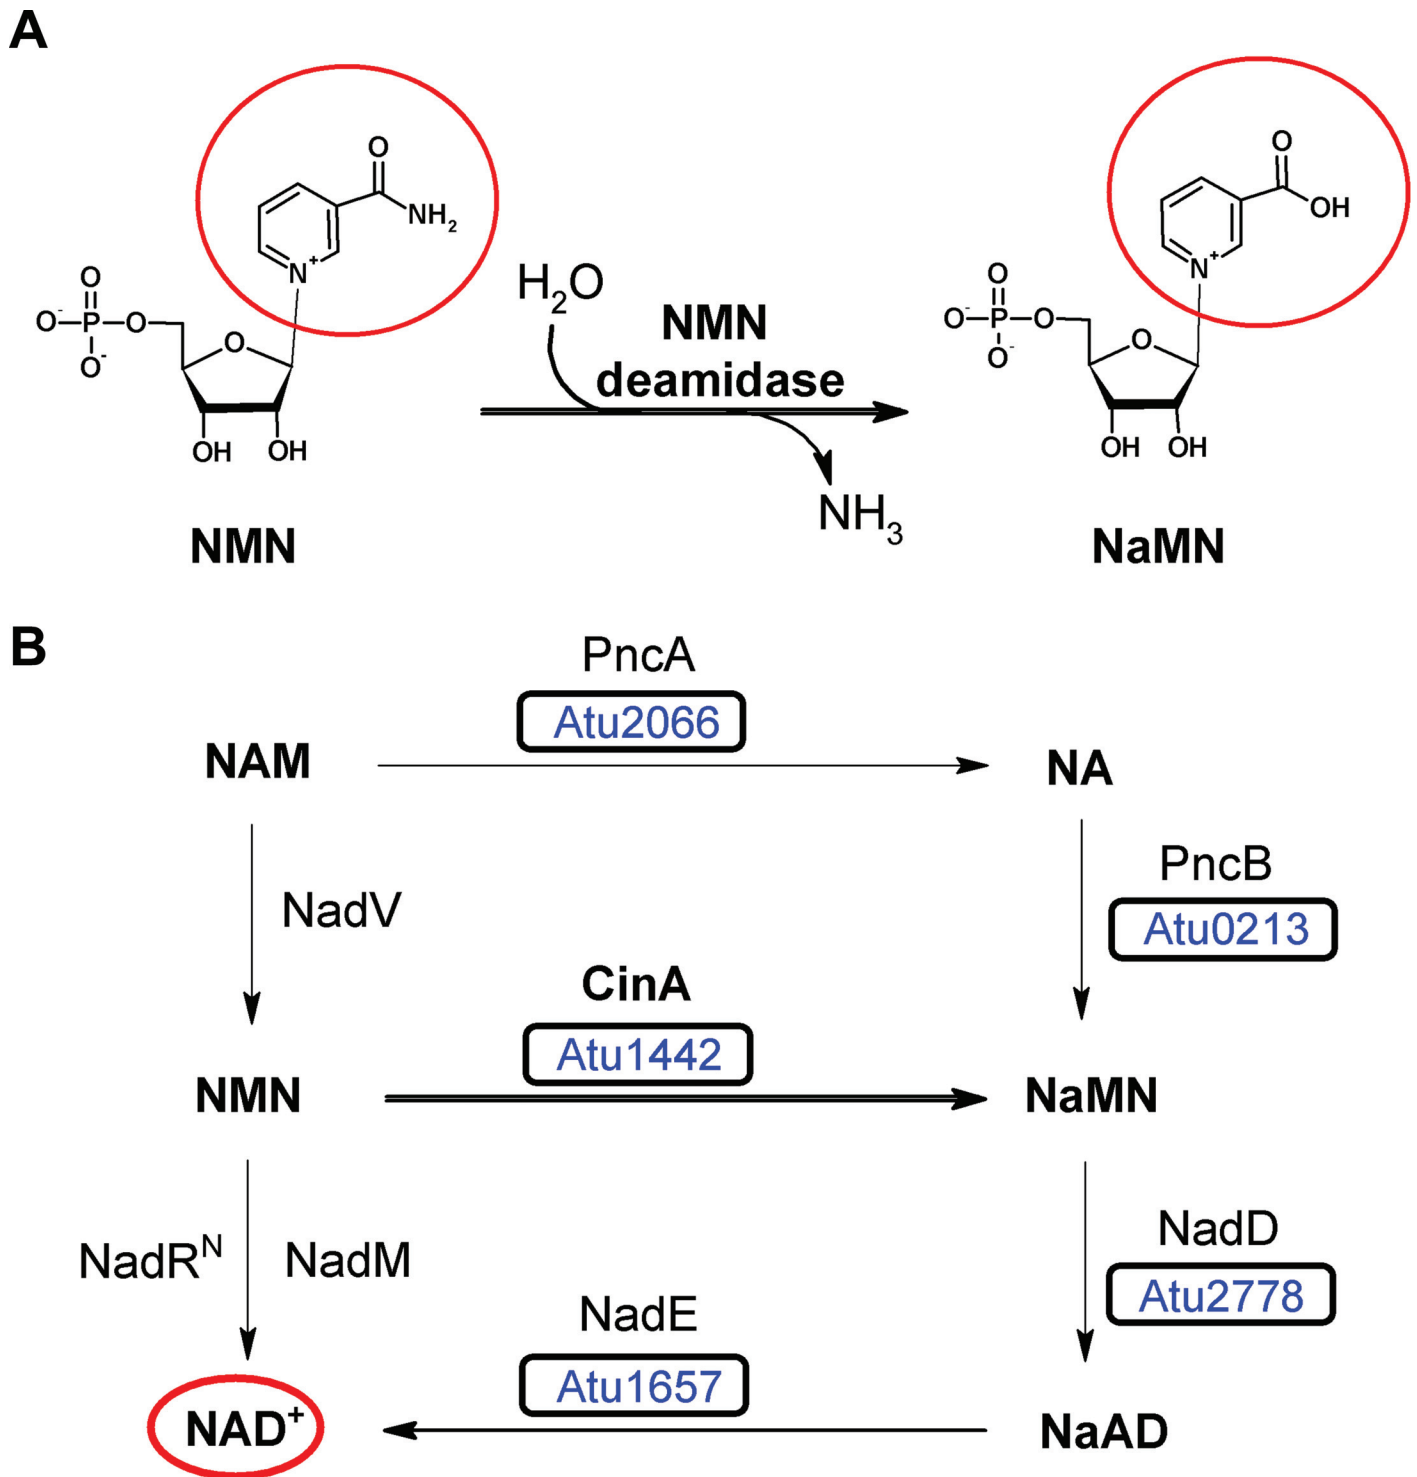 A
O
NH₂
N⁺
O
O⁻ P O
O⁻
O
OH OH
NMN
H₂O
NMN
deamidase
NH₃
O
OH
N⁺
O
O⁻ P O
O⁻
O
OH OH
NaMN
B
PncA
Atu2066
NAM
NA
NadV
PncB
Atu0213
CinA
Atu1442
NMN
NaMN
NadRᴺ
NadM
NadD
Atu2778
NadE
Atu1657
NAD⁺
NaAD